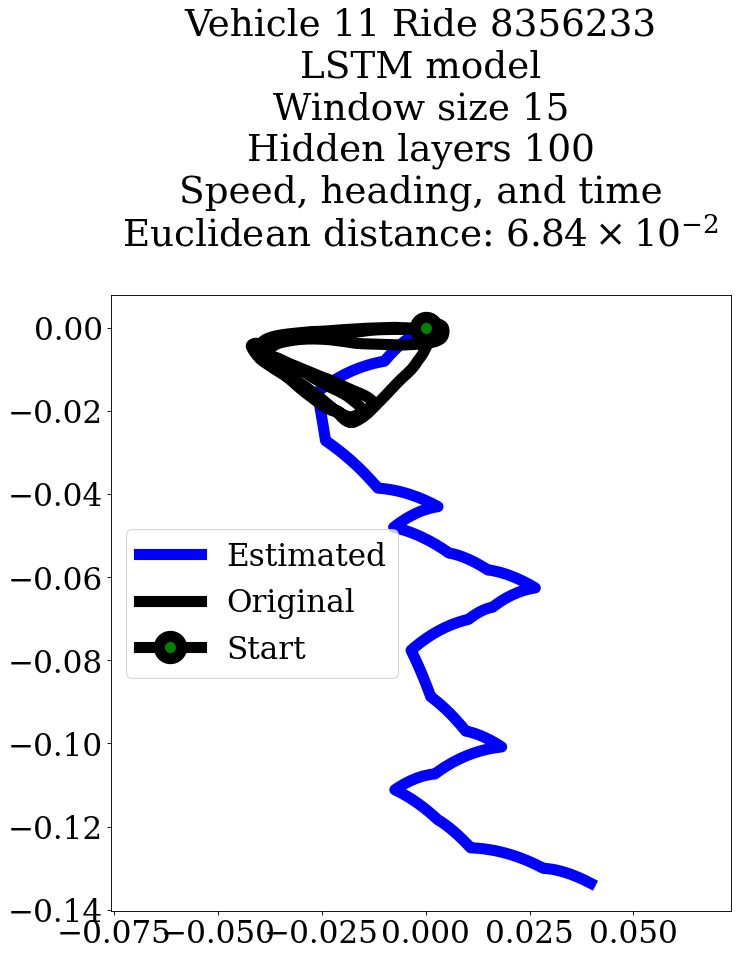 Vehicle 11 Ride 8356233
LSTM model
Window size 15
Hidden layers 100
Speed, heading, and time
Euclidean distance: 6.84 × 10⁻²
0.00
−0.02
−0.04
−0.06
−0.08
−0.10
−0.12
−0.14
Estimated
Original
Start
−0.075 −0.050 −0.025 0.000 0.025 0.050